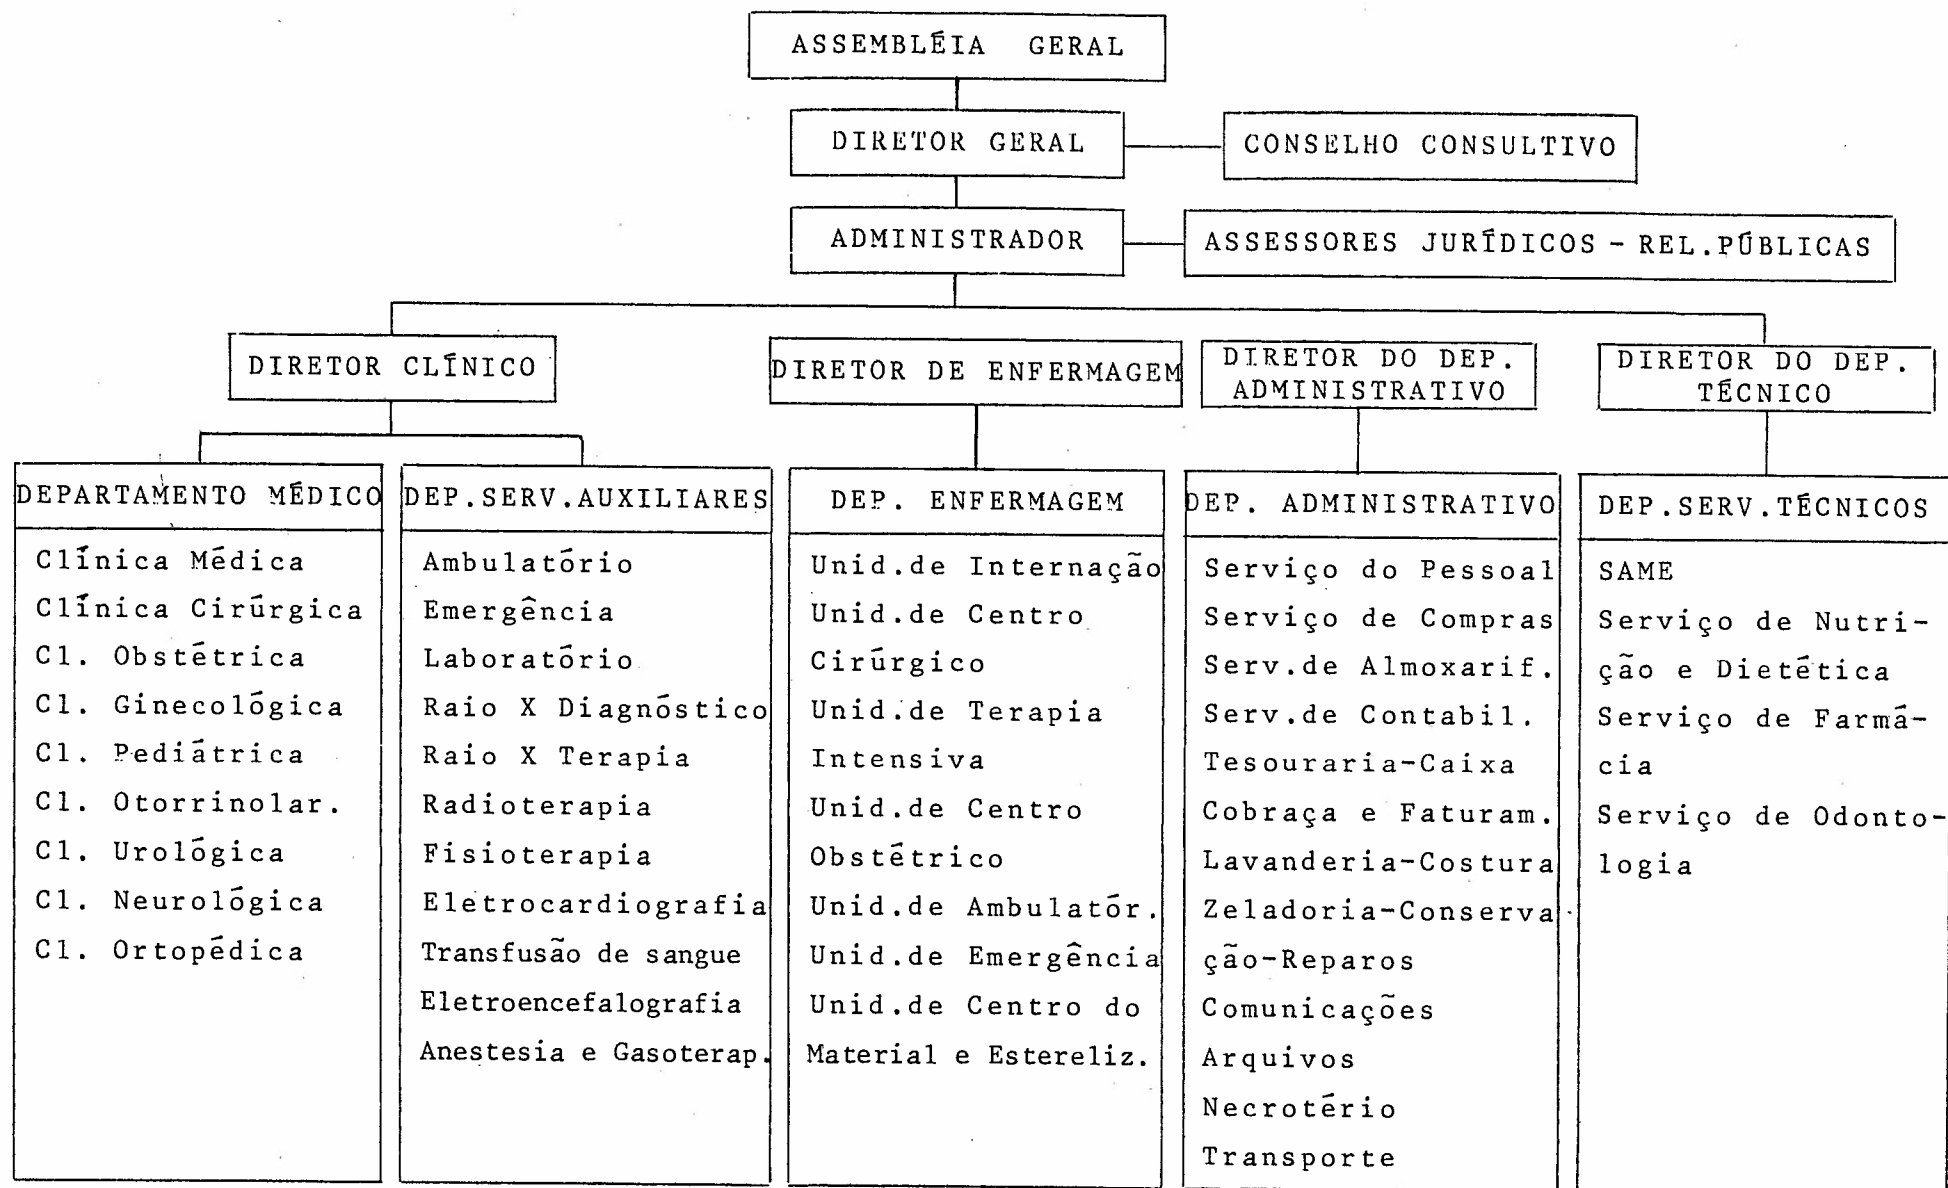 ASSEMBLÉIA GERAL
DIRETOR GERAL
CONSELHO CONSULTIVO
ADMINISTRADOR
ASSESSORES JURÍDICOS - REL.PÚBLICAS
DIRETOR CLÍNICO
DIRETOR DE ENFERMAGEM
DIRETOR DO DEP.
ADMINISTRATIVO
DIRETOR DO DEP.
TÉCNICO
DEPARTAMENTO MÉDICO
Clínica Médica
Clínica Cirúrgica
Cl. Obstétrica
Cl. Ginecológica
Cl. Pediátrica
Cl. Otorrinolar.
Cl. Urológica
Cl. Neurológica
Cl. Ortopédica
DEP.SERV.AUXILIARES
Ambulatório
Emergência
Laboratório
Raio X Diagnóstico
Raio X Terapia
Radioterapia
Fisioterapia
Eletrocardiografia
Transfusão de sangue
Eletroencefalografia
Anestesia e Gasoterap.
DEP. ENFERMAGEM
Unid.de Internação
Unid.de Centro
Cirúrgico
Unid.de Terapia
Intensiva
Unid.de Centro
Obstétrico
Unid.de Ambulatór.
Unid.de Emergência
Unid.de Centro do
Material e Estereliz.
DEP. ADMINISTRATIVO
Serviço do Pessoal
Serviço de Compras
Serv.de Almoxarif.
Serv.de Contabil.
Tesouraria-Caixa
Cobraça e Faturam.
Lavanderia-Costura
Zeladoria-Conserva
ção-Reparos
Comunicações
Arquivos
Necrotério
Transporte
DEP.SERV.TÉCNICOS
SAME
Serviço de Nutri-
ção e Dietética
Serviço de Farmá-
cia
Serviço de Odonto-
logia